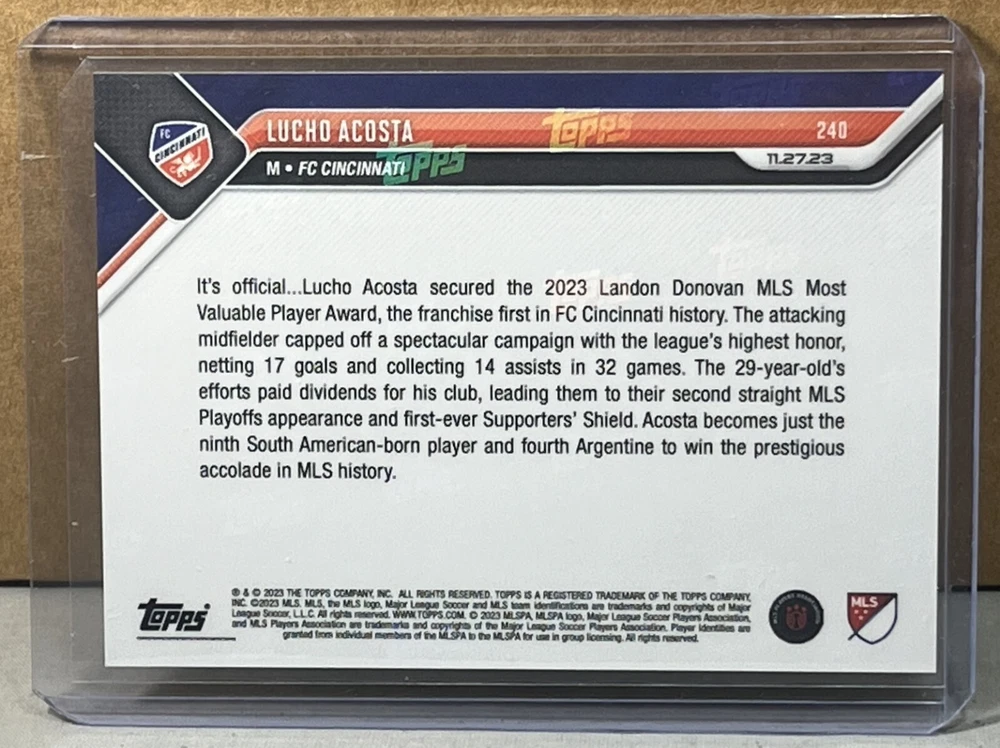 FC
CINCINNATI
LUCHO ACOSTA
Topps
240
M • FC CINCINNATI
Topps
11.27.23
Topps
Topps
It's official...Lucho Acosta secured the 2023 Landon Donovan MLS Most
Valuable Player Award, the franchise first in FC Cincinnati history. The attacking
midfielder capped off a spectacular campaign with the league's highest honor,
netting 17 goals and collecting 14 assists in 32 games. The 29-year-old's
efforts paid dividends for his club, leading them to their second straight MLS
Playoffs appearance and first-ever Supporters' Shield. Acosta becomes just the
ninth South American-born player and fourth Argentine to win the prestigious
accolade in MLS history.
Topps
® & © 2023 THE TOPPS COMPANY, INC. ALL RIGHTS RESERVED. TOPPS IS A REGISTERED TRADEMARK OF THE TOPPS COMPANY,
INC. ©2023 MLS. MLS, the MLS logo, Major League Soccer and MLS team identifications are trademarks and copyrights of Major
League Soccer, L.L.C. All rights reserved. WWW.TOPPS.COM. © 2023 MLSPA, MLSPA logo, Major League Soccer Players Association,
and MLS Players Association are trademarks and copyrights of the Major League Soccer Players Association. Player Identities are
granted from individual members of the MLSPA to the MLSPA for use in group licensing. All rights reserved.
MLS